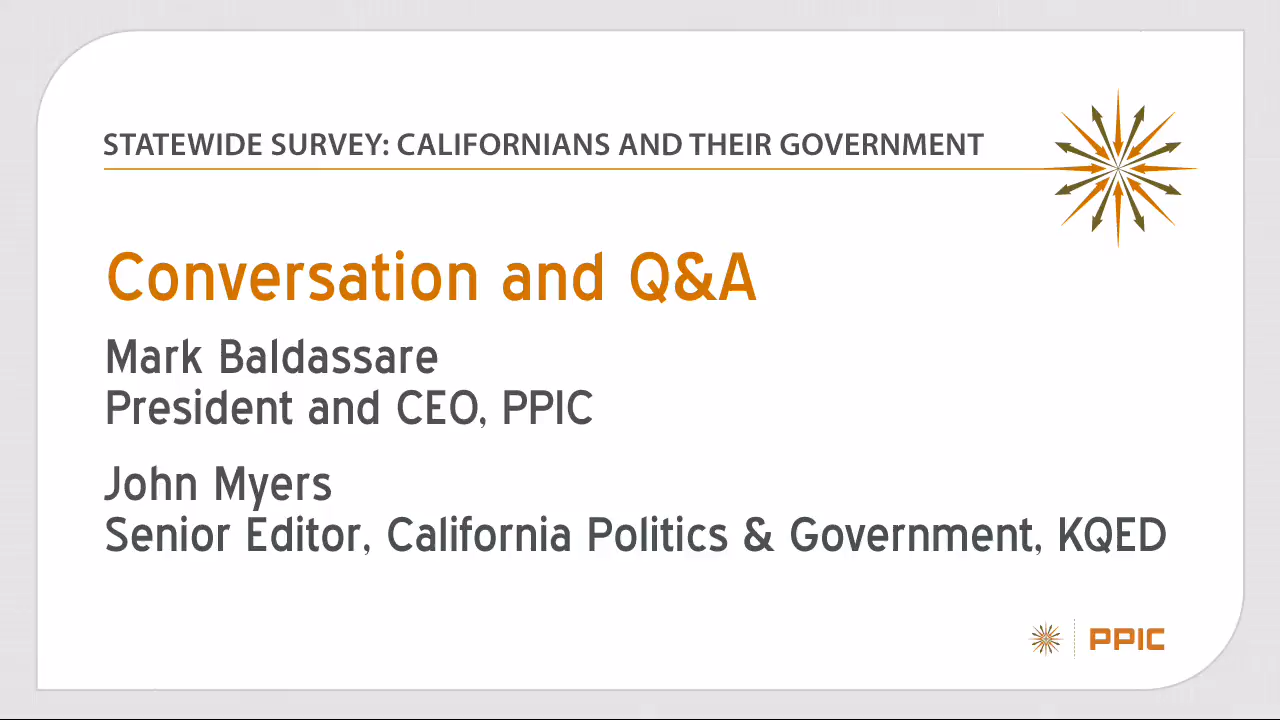 STATEWIDE SURVEY: CALIFORNIANS AND THEIR GOVERNMENT
Conversation and Q&A
Mark Baldassare
President and CEO, PPIC
John Myers
Senior Editor, California Politics & Government, KQED
PPIC